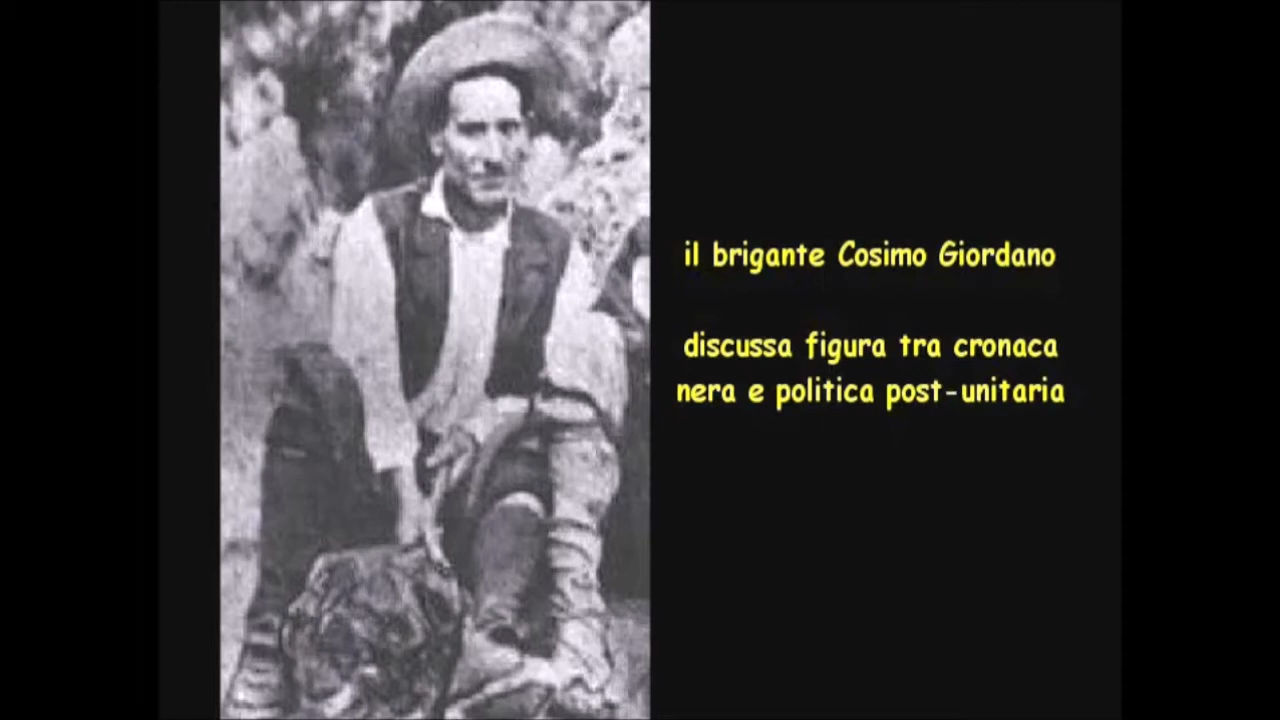 il brigante Cosimo Giordano
discussa figura tra cronaca
nera e politica post-unitaria